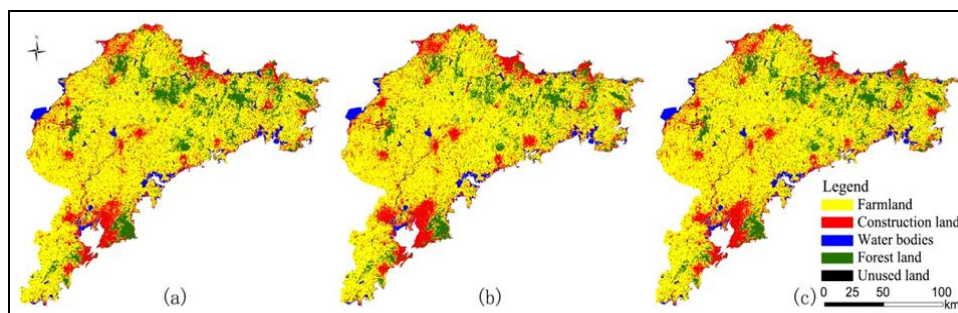 N
Legend
Farmland
Construction land
Water bodies
Forest land
Unused land
0 25 50 100
km
(a) (b) (c)